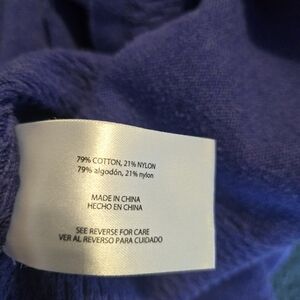 79% COTTON, 21% NYLON
79% algodón, 21% nylon
MADE IN CHINA
HECHO EN CHINA
SEE REVERSE FOR CARE
VER AL REVERSO PARA CUIDADO